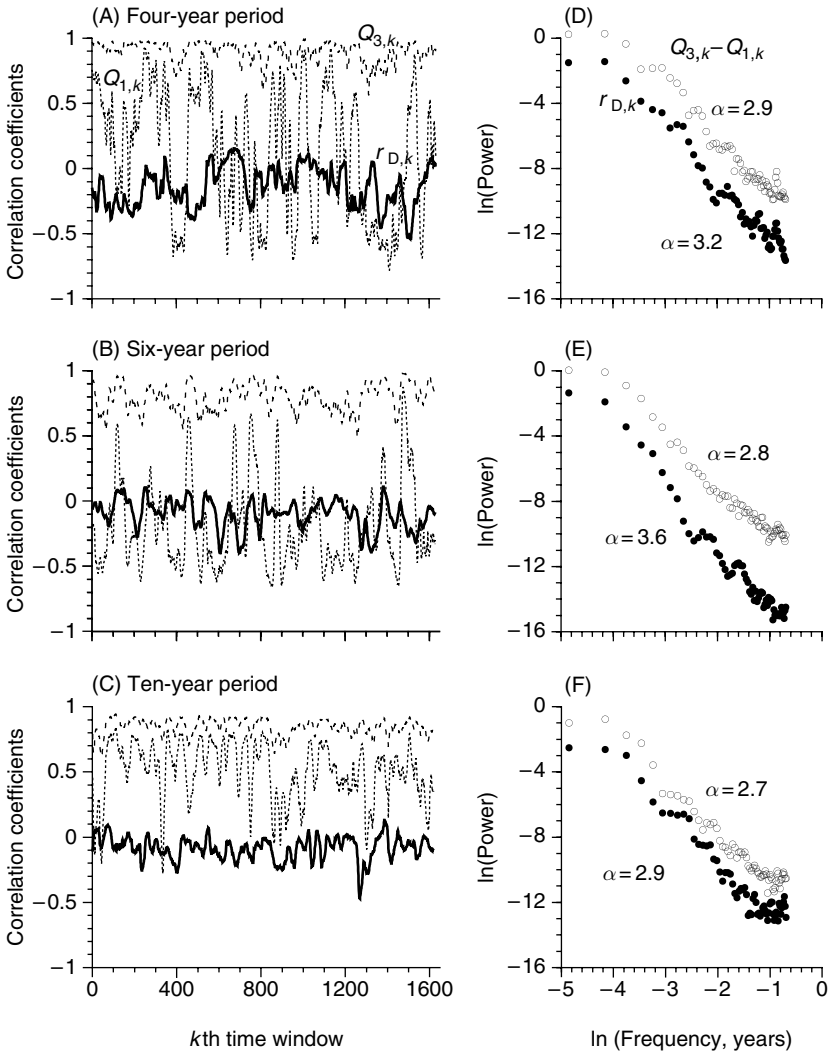 (A) Four-year period
Correlation coefficients
1
0.5
0
−0.5
−1
Q3,k
Q1,k
r D,k
(D)
ln(Power)
0
−4
−8
−12
−16
Q3,k−Q1,k
r D,k
α = 2.9
α = 3.2
(B) Six-year period
Correlation coefficients
1
0.5
0
−0.5
−1
(E)
ln(Power)
0
−4
−8
−12
−16
α = 2.8
α = 3.6
(C) Ten-year period
Correlation coefficients
1
0.5
0
−0.5
−1
0 400 800 1200 1600
kth time window
(F)
ln(Power)
0
−4
−8
−12
−16
α = 2.7
α = 2.9
−5 −4 −3 −2 −1 0
ln (Frequency, years)